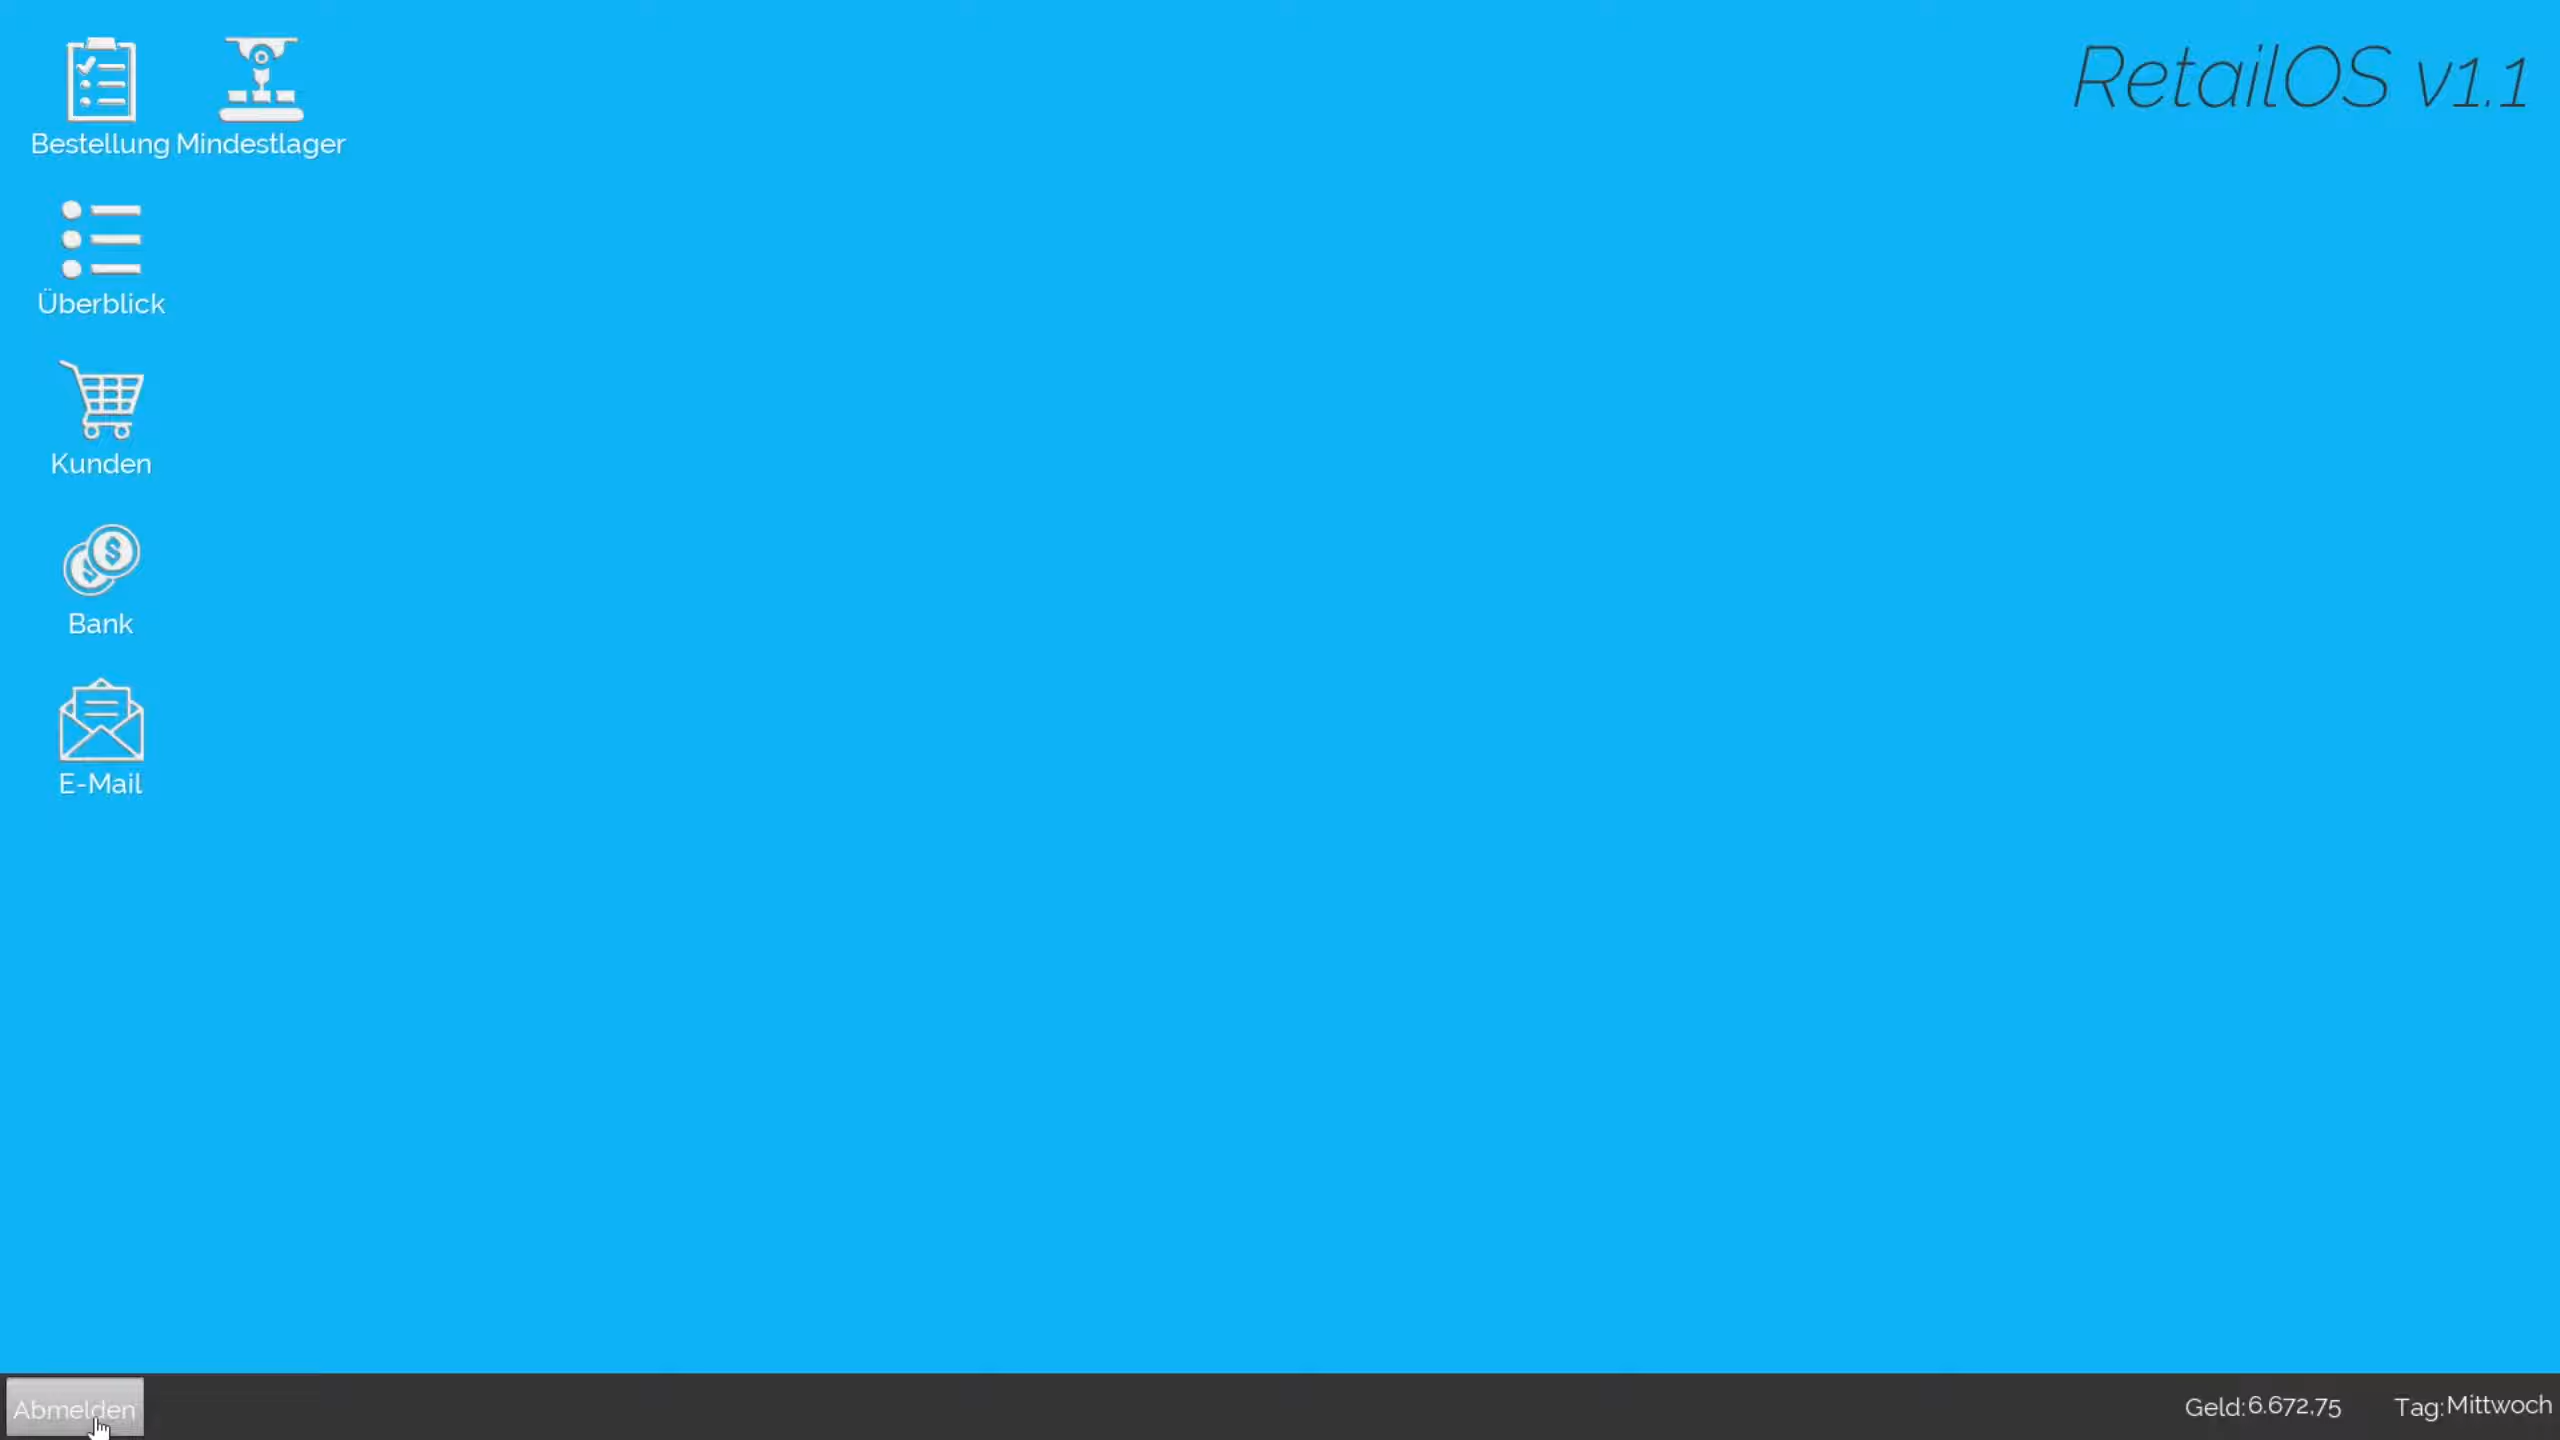 RetailOS v1.1
Bestellung Mindestlager
Überblick
Kunden
Bank
E-Mail
Abmelden
Geld: 6.672,75 Tag: Mittwoch